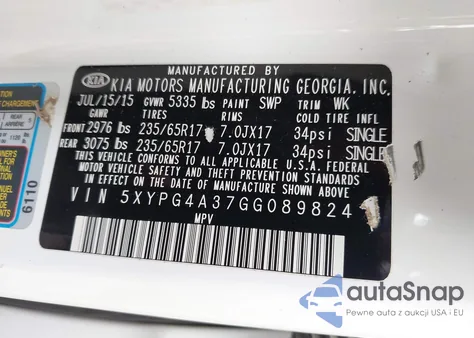 MANUFACTURED BY
KIA KIA MOTORS MANUFACTURING GEORGIA, INC.
JUL/15/15 GVWR 5335 lbs PAINT SWP TRIM WK
GAWR TIRES RIMS COLD TIRE INFL
FRONT 2976 lbs 235/65R17 7.0JX17 34psi SINGLE
REAR 3075 lbs 235/65R17 7.0JX17 34psi SINGLE
THIS VEHICLE CONFORMS TO ALL APPLICABLE U.S.A. FEDERAL
MOTOR VEHICLE SAFETY AND THEFT PREVENTION STANDARDS
IN EFFECT ON THE DATE OF MANUFACTURE SHOWN ABOVE.
VIN 5XYPG4A37GG089824
MPV
6110
autoSnap
Pewne auta z aukcji USA i EU